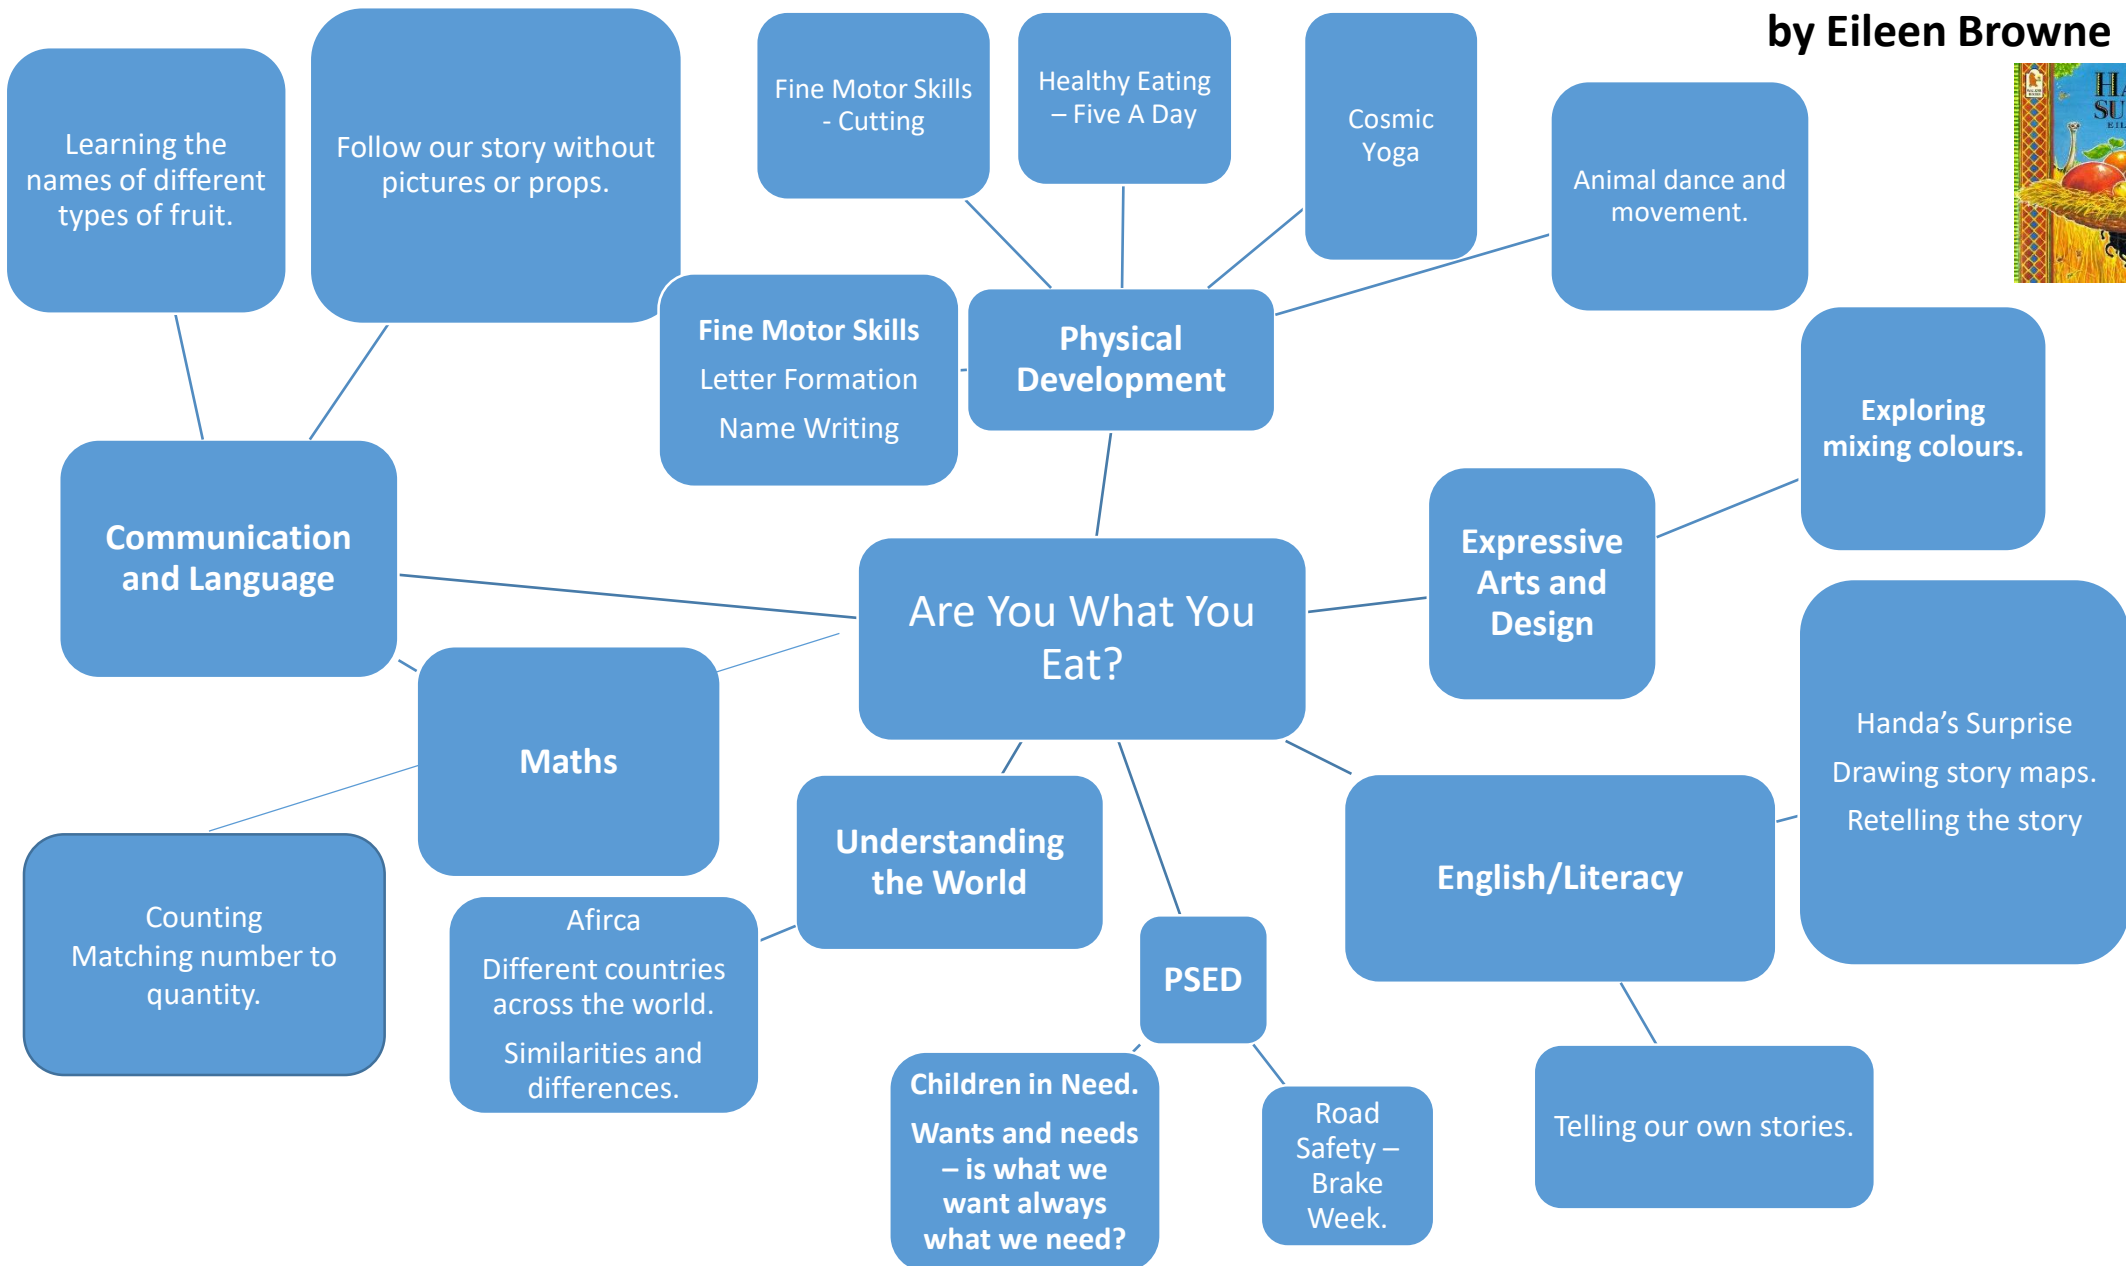 by Eileen Browne
Learning the
names of different
types of fruit.
Follow our story without
pictures or props.
Fine Motor Skills
- Cutting
Healthy Eating
– Five A Day
Cosmic
Yoga
Animal dance and
movement.
Fine Motor Skills
Letter Formation
Name Writing
Physical
Development
Exploring
mixing colours.
Communication
and Language
Expressive
Arts and
Design
Are You What You
Eat?
Maths
Handa’s Surprise
Drawing story maps.
Retelling the story
Understanding
the World
English/Literacy
Counting
Matching number to
quantity.
Afirca
Different countries
across the world.
Similarities and
differences.
PSED
Children in Need.
Wants and needs
– is what we
want always
what we need?
Road
Safety –
Brake
Week.
Telling our own stories.